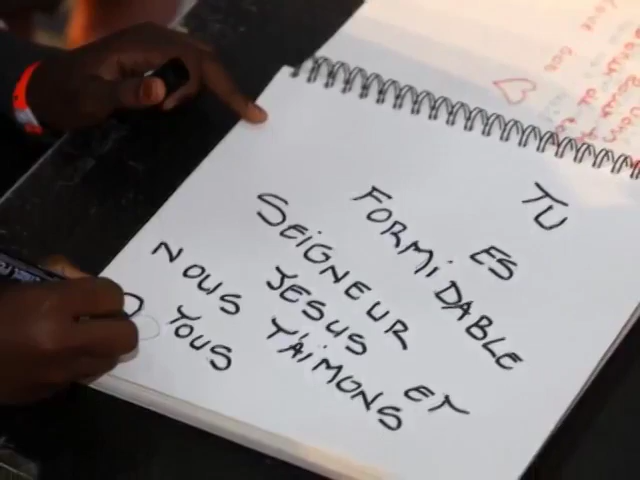 TU
ES
FORMiDABLE
SEiGNEUR
JESUS ET
NOUS T'AiMONS
TOUS